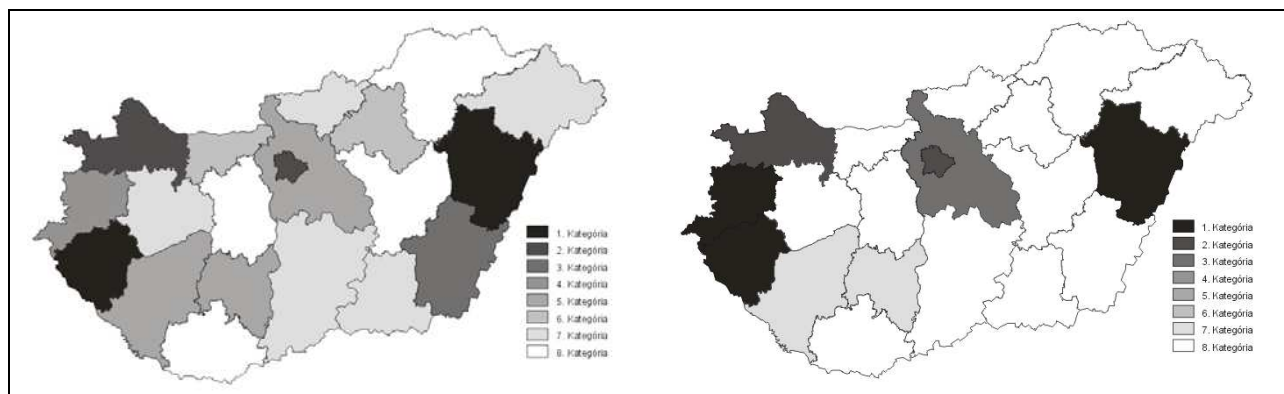 1. Kategória
2. Kategória
3. Kategória
4. Kategória
5. Kategória
6. Kategória
7. Kategória
8. Kategória
1. Kategória
2. Kategória
3. Kategória
4. Kategória
5. Kategória
6. Kategória
7. Kategória
8. Kategória